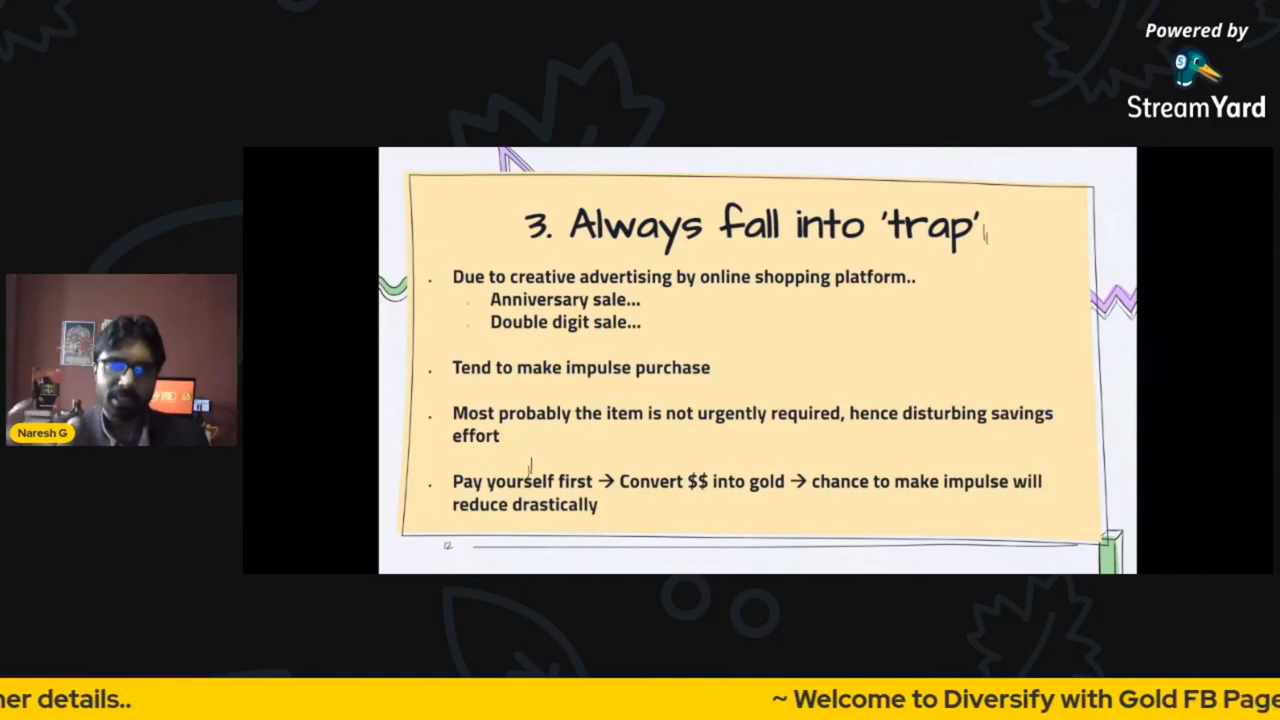 Powered by
StreamYard
3. Always fall into 'trap'
Due to creative advertising by online shopping platform..
Anniversary sale...
Double digit sale...
Tend to make impulse purchase
Most probably the item is not urgently required, hence disturbing savings
effort
Pay yourself first → Convert $$ into gold → chance to make impulse will
reduce drastically
12
Naresh G
ner details..
~ Welcome to Diversify with Gold FB Page